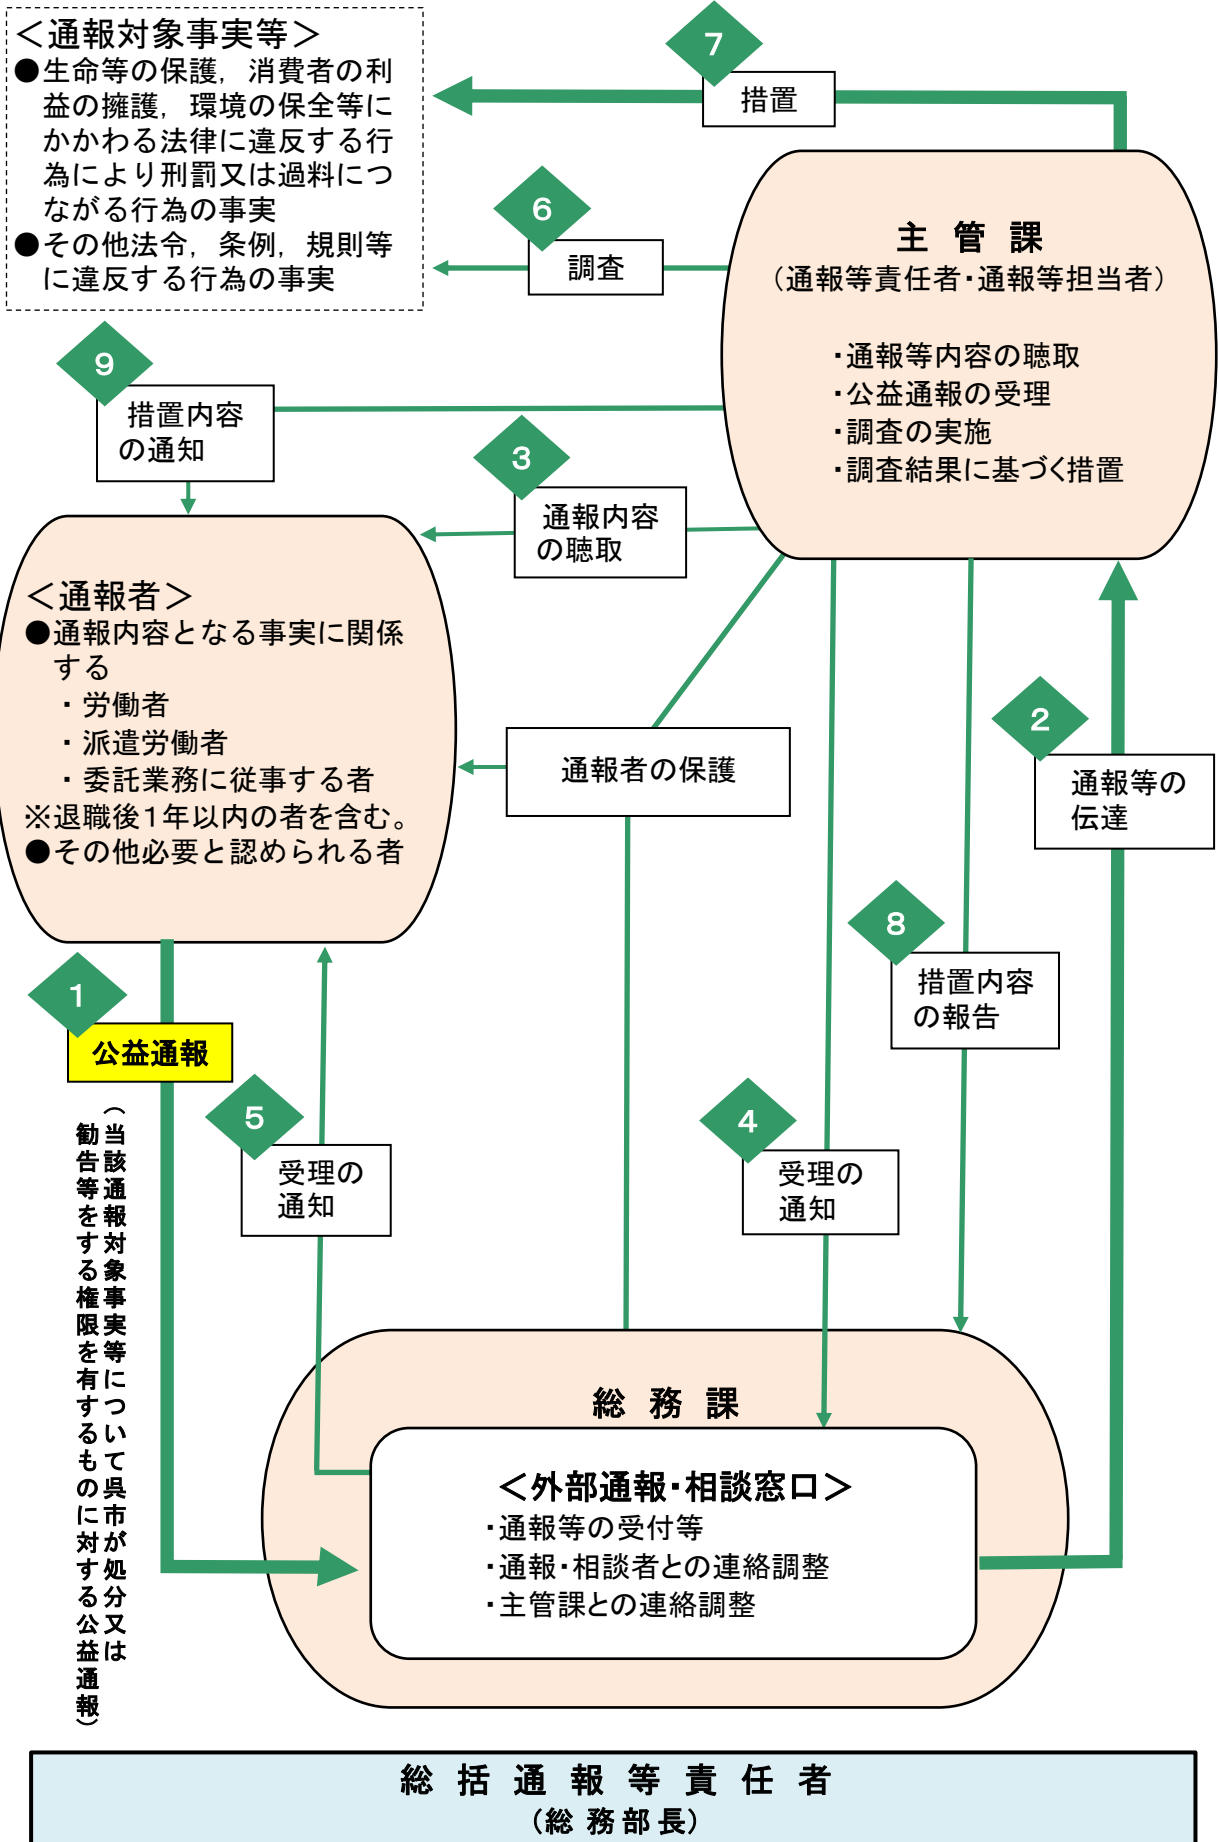 ＜通報対象事実等＞
●生命等の保護，消費者の利
益の擁護，環境の保全等に
かかわる法律に違反する行
為により刑罰又は過料につ
ながる行為の事実
●その他法令，条例，規則等
に違反する行為の事実
7
措置
6
調査
主 管 課
（通報等責任者・通報等担当者）
・通報等内容の聴取
・公益通報の受理
・調査の実施
・調査結果に基づく措置
9
措置内容
の通知
3
通報内容
の聴取
＜通報者＞
●通報内容となる事実に関係
する
・労働者
・派遣労働者
・委託業務に従事する者
※退職後１年以内の者を含む。
●その他必要と認められる者
通報者の保護
2
通報等の
伝達
8
措置内容
の報告
1
公益通報
（当該通報対象事実等について呉市が処分又は
勧告等をする権限を有するものに対する公益通報）
5
受理の
通知
4
受理の
通知
総 務 課
＜外部通報・相談窓口＞
・通報等の受付等
・通報・相談者との連絡調整
・主管課との連絡調整
総 括 通 報 等 責 任 者
（総 務 部 長）